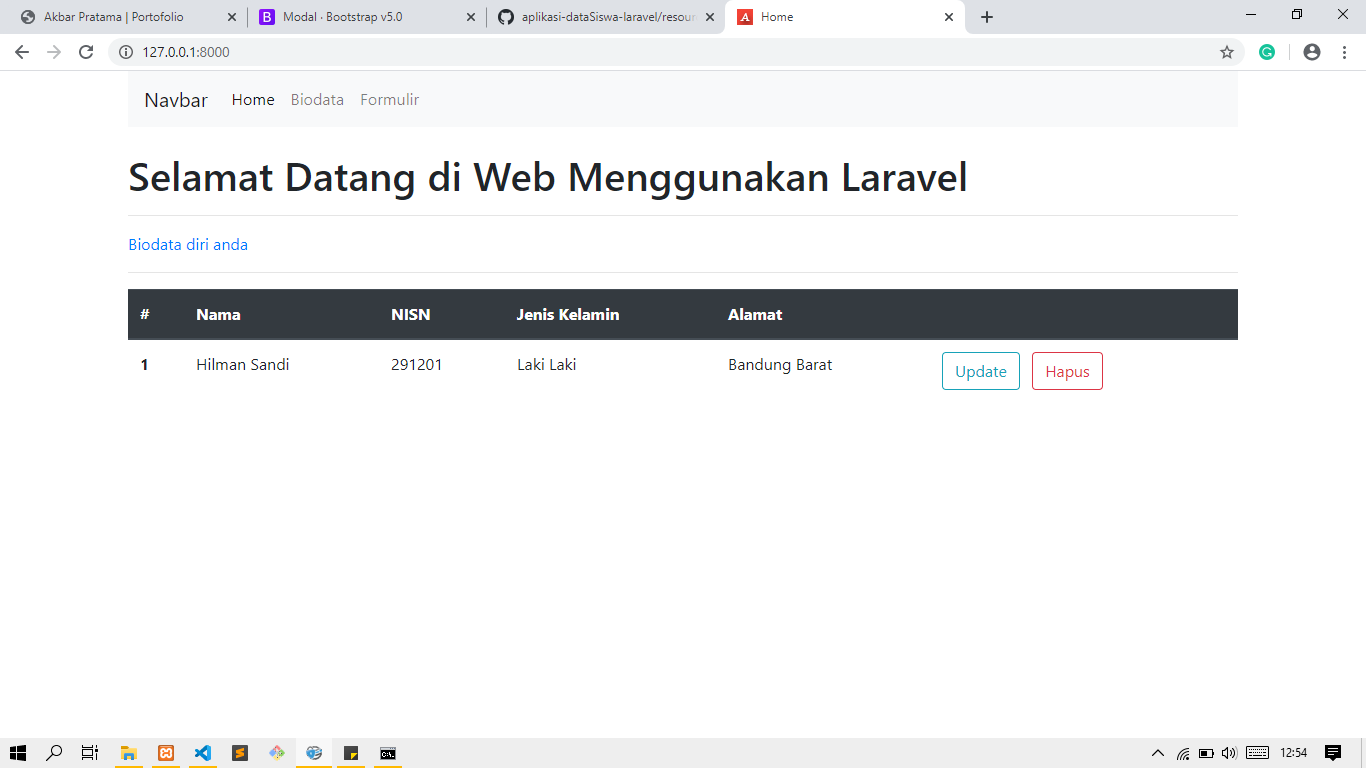 Akbar Pratama | Portofolio
Modal · Bootstrap v5.0
aplikasi-dataSiswa-laravel/resour
Home
127.0.0.1:8000
Navbar Home Biodata Formulir
Selamat Datang di Web Menggunakan Laravel
Biodata diri anda
# Nama NISN Jenis Kelamin Alamat
1 Hilman Sandi 291201 Laki Laki Bandung Barat Update Hapus
12:54